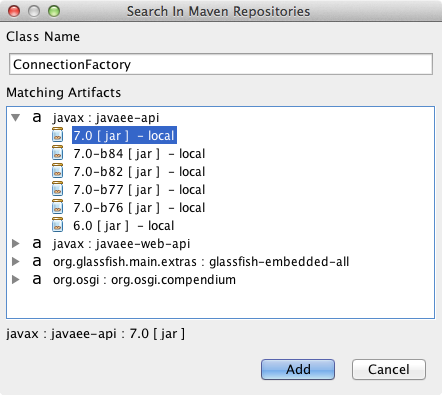 Search In Maven Repositories
Class Name
ConnectionFactory
Matching Artifacts
a javax : javaee-api
7.0 [ jar ] – local
7.0-b84 [ jar ] – local
7.0-b82 [ jar ] – local
7.0-b77 [ jar ] – local
7.0-b76 [ jar ] – local
6.0 [ jar ] – local
a javax : javaee-web-api
a org.glassfish.main.extras : glassfish-embedded-all
a org.osgi : org.osgi.compendium
javax : javaee-api : 7.0 [ jar ]
Add Cancel